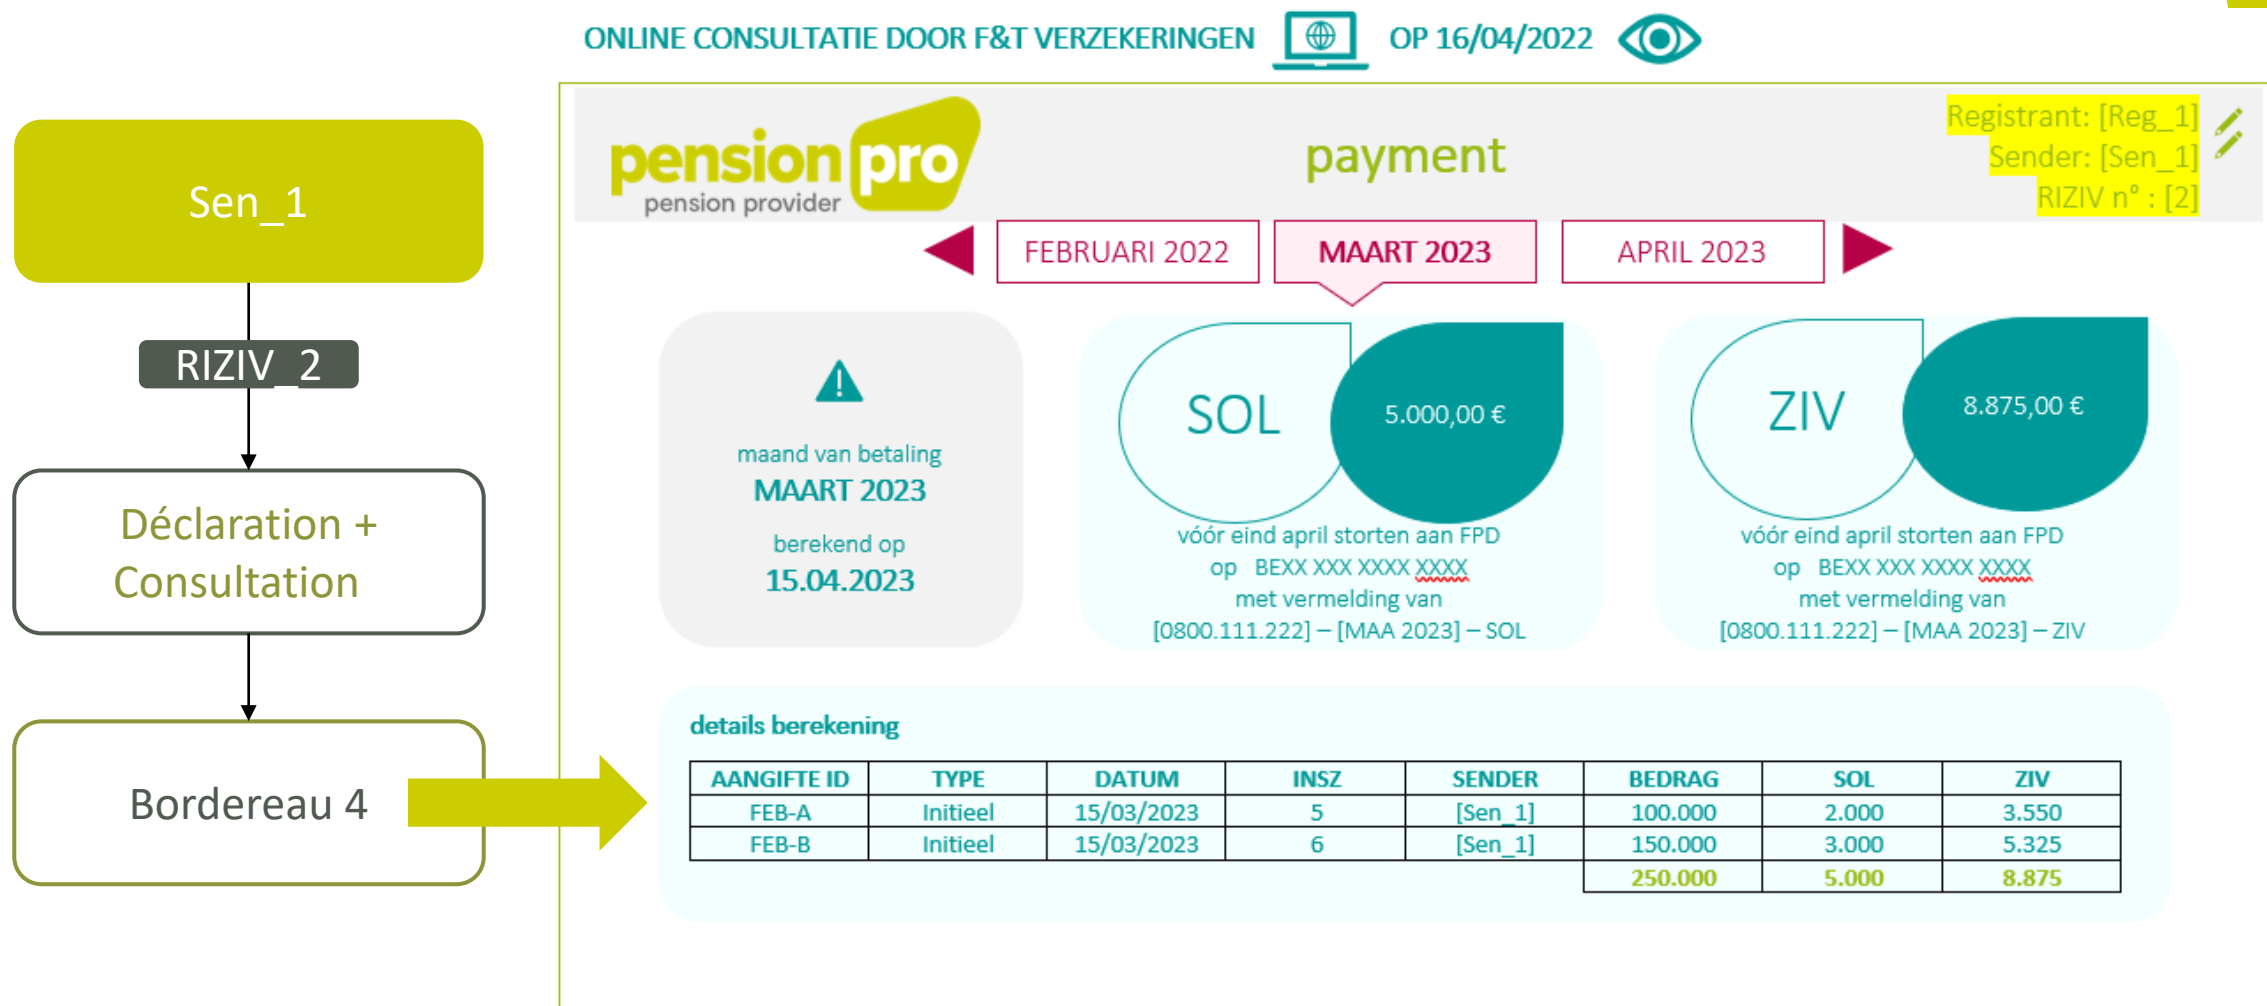 ONLINE CONSULTATIE DOOR F&T VERZEKERINGEN OP 16/04/2022
Sen_1
RIZIV_2
Déclaration +
Consultation
Bordereau 4
pension pro
pension provider
payment
Registrant: [Reg_1]
Sender: [Sen_1]
RIZIV n° : [2]
FEBRUARI 2022 MAART 2023 APRIL 2023
maand van betaling
MAART 2023
berekend op
15.04.2023
SOL 5.000,00 €
vóór eind april storten aan FPD
op BEXX XXX XXXX XXXX
met vermelding van
[0800.111.222] – [MAA 2023] – SOL
ZIV 8.875,00 €
vóór eind april storten aan FPD
op BEXX XXX XXXX XXXX
met vermelding van
[0800.111.222] – [MAA 2023] – ZIV
details berekening
AANGIFTE ID TYPE DATUM INSZ SENDER BEDRAG SOL ZIV
FEB-A Initieel 15/03/2023 5 [Sen_1] 100.000 2.000 3.550
FEB-B Initieel 15/03/2023 6 [Sen_1] 150.000 3.000 5.325
250.000 5.000 8.875